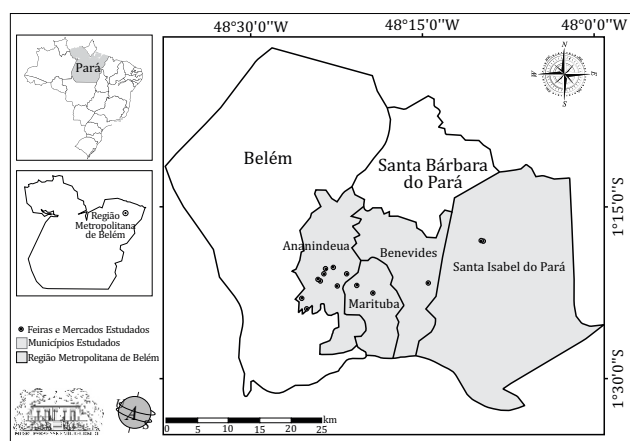 48°30'0"W
48°15'0"W
48°0'0"W
Pará
N
W
E
S
Belém
Santa Bárbara
do Pará
1°15'0"S
Região
Metropolitana
de Belém
Ananindeua
Benevides
Santa Isabel do Pará
Marituba
Feiras e Mercados Estudados
Municípios Estudados
Região Metropolitana de Belém
1°30'0"S
km
0 5 10 15 20 25